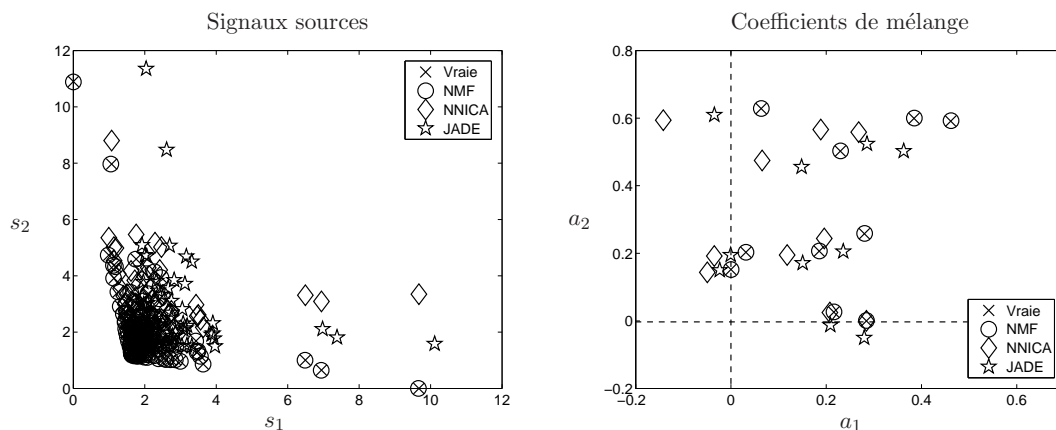 Signaux sources
12
10
8
6
4
2
0
s2
0 2 4 6 8 10 12
s1
Vraie
NMF
NNICA
JADE
Coefficients de mélange
0.8
0.6
0.4
0.2
0
−0.2
a2
−0.2 0 0.2 0.4 0.6
a1
Vraie
NMF
NNICA
JADE